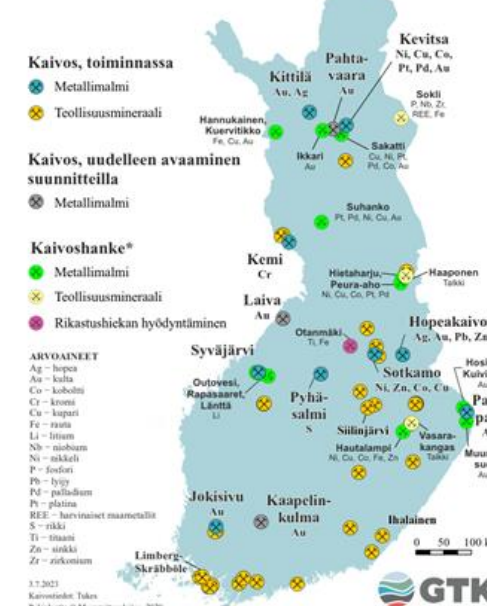 Kaivos, toiminnassa
Metallimalmi
Teollisuusmineraali
Kaivos, uudelleen avaaminen
suunnitteilla
Metallimalmi
Kaivoshanke*
Metallimalmi
Teollisuusmineraali
Rikastushiekan hyödyntäminen
ARVOAINEET
Ag – hopea
Au – kulta
Co – koboltti
Cr – kromi
Cu – kupari
Fe – rauta
Li – litium
Nb – niobium
Ni – nikkeli
P – fosfori
Pb – lyijy
Pd – palladium
Pt – platina
REE – harvinaiset maametallit
S – rikki
Ti – titaani
Zn – sinkki
Zr – zirkonium
3.7.2023
Kaivostiedot: Tukes
Kevitsa
Ni, Cu, Co,
Pt, Pd, Au
Pahta-
vaara
Au
Kittilä
Au, Ag
Sokli
P, Nb, Zr,
REE, Fe
Hannukainen,
Kuervitikko
Fe, Cu, Au
Ikkari
Au
Sakatti
Cu, Ni, Pt,
Pd, Co, Au
Suhanko
Pt, Pd, Ni, Cu, Au
Kemi
Cr
Hietaharju,
Peura-aho
Ni, Cu, Co, Pt, Pd
Haaponen
Talkki
Laiva
Au
Otanmäki
Ti, Fe
Hopeakaivo
Ag, Au, Pb, Zn
Syväjärvi
Outovesi,
Rapasaaret,
Länttä
Li
Pyhä-
salmi
S
Sotkamo
Ni, Zn, Co, Cu
Siilinjärvi
Hautalampi
Ni, Cu, Co, Fe, Zn
Vasara-
kangas
Talkki
Jokisivu
Au
Kaapelin-
kulma
Au
Ihalainen
Limberg-
Skräbböle
0 50 100
GTK